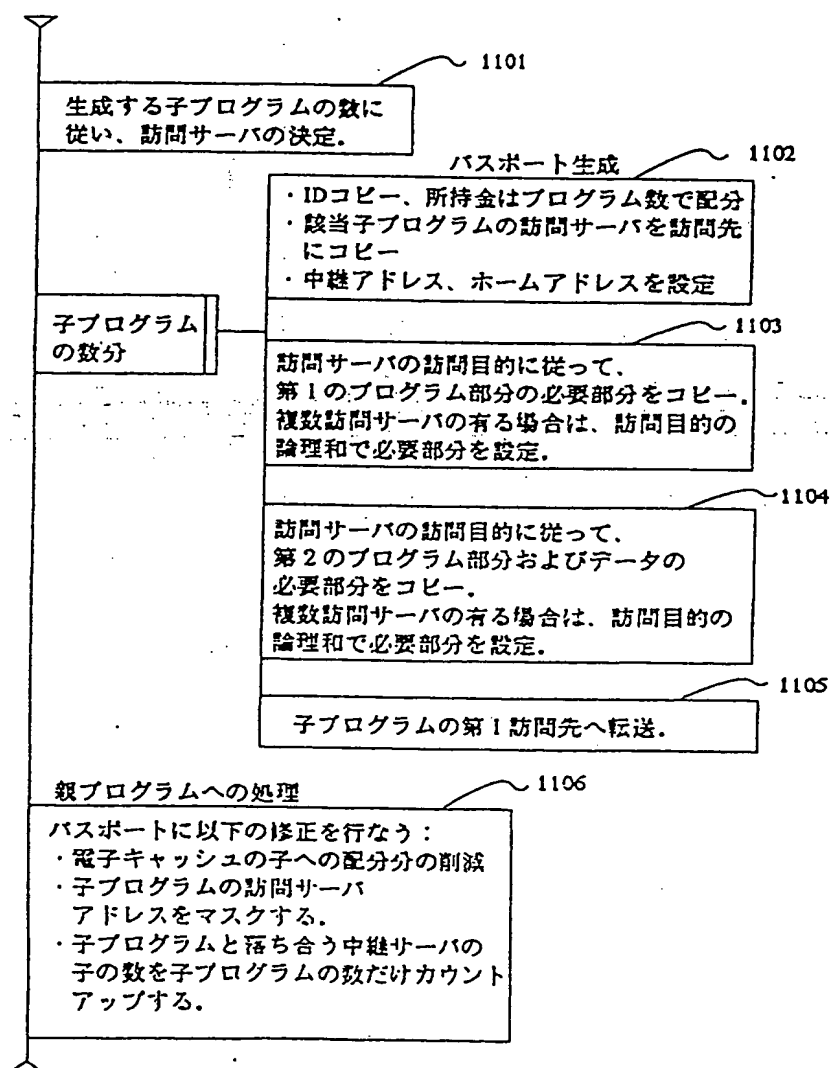 1101
生成する子プログラムの数に
従い、訪問サーバの決定.
パスポート生成
1102
・IDコピー、所持金はプログラム数で配分
・該当子プログラムの訪問サーバを訪問先
にコピー
・中継アドレス、ホームアドレスを設定
子プログラム
の数分
1103
訪問サーバの訪問目的に従って、
第1のプログラム部分の必要部分をコピー.
複数訪問サーバの有る場合は、訪問目的の
論理和で必要部分を設定.
1104
訪問サーバの訪問目的に従って、
第2のプログラム部分およびデータの
必要部分をコピー.
複数訪問サーバの有る場合は、訪問目的の
論理和で必要部分を設定.
1105
子プログラムの第1訪問先へ転送.
親プログラムへの処理
1106
パスポートに以下の修正を行なう:
・電子キャッシュの子への配分分の削減
・子プログラムの訪問サーバ
アドレスをマスクする.
・子プログラムと落ち合う中継サーバの
子の数を子プログラムの数だけカウント
アップする.